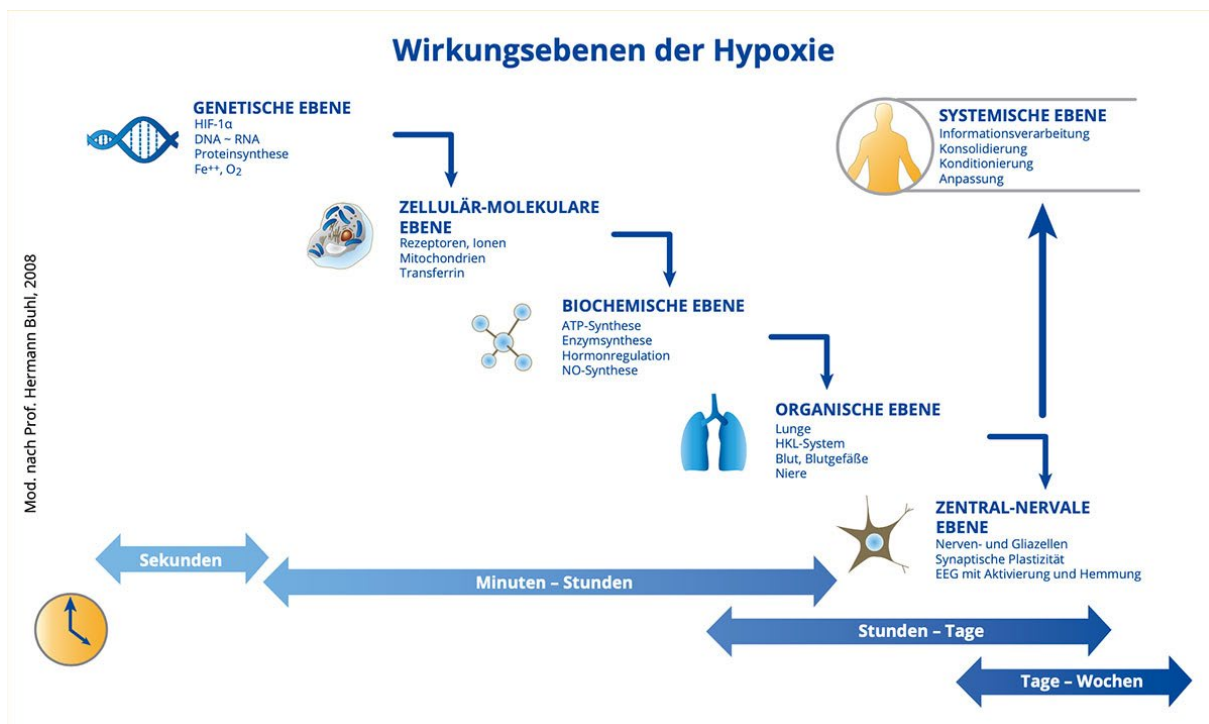 Wirkungsebenen der Hypoxie
GENETISCHE EBENE
HIF-1α
DNA ~ RNA
Proteinsynthese
Fe⁺⁺, O₂
SYSTEMISCHE EBENE
Informationsverarbeitung
Konsolidierung
Konditionierung
Anpassung
ZELLULÄR-MOLEKULARE
EBENE
Rezeptoren, Ionen
Mitochondrien
Transferrin
BIOCHEMISCHE EBENE
ATP-Synthese
Enzymsynthese
Hormonregulation
NO-Synthese
ORGANISCHE EBENE
Lunge
HKL-System
Blut, Blutgefäße
Niere
ZENTRAL-NERVALE
EBENE
Nerven- und Gliazellen
Synaptische Plastizität
EEG mit Aktivierung und Hemmung
Mod. nach Prof. Hermann Buhl, 2008
Sekunden
Minuten – Stunden
Stunden – Tage
Tage – Wochen